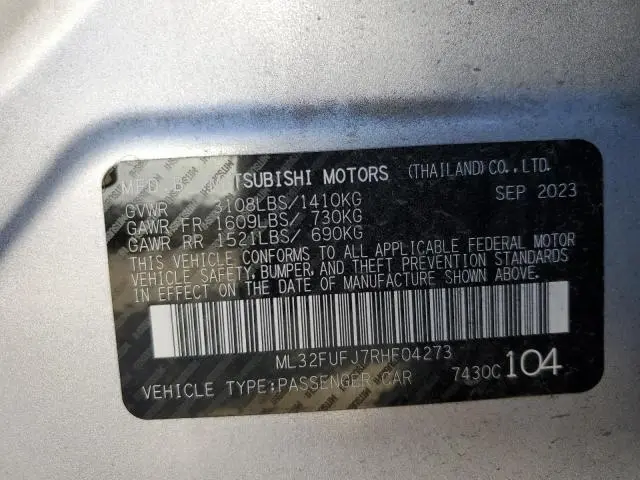 MFD BY MITSUBISHI MOTORS (THAILAND)CO.,LTD.
GVWR 3108LBS/1410KG SEP 2023
GAWR FR 1609LBS/ 730KG
GAWR RR 1521LBS/ 690KG
THIS VEHICLE CONFORMS TO ALL APPLICABLE FEDERAL MOTOR
VEHICLE SAFETY, BUMPER, AND THEFT PREVENTION STANDARDS
IN EFFECT ON THE DATE OF MANUFACTURE SHOWN ABOVE.
ML32FUFJ7RHF04273
VEHICLE TYPE:PASSENGER CAR 7430C 104